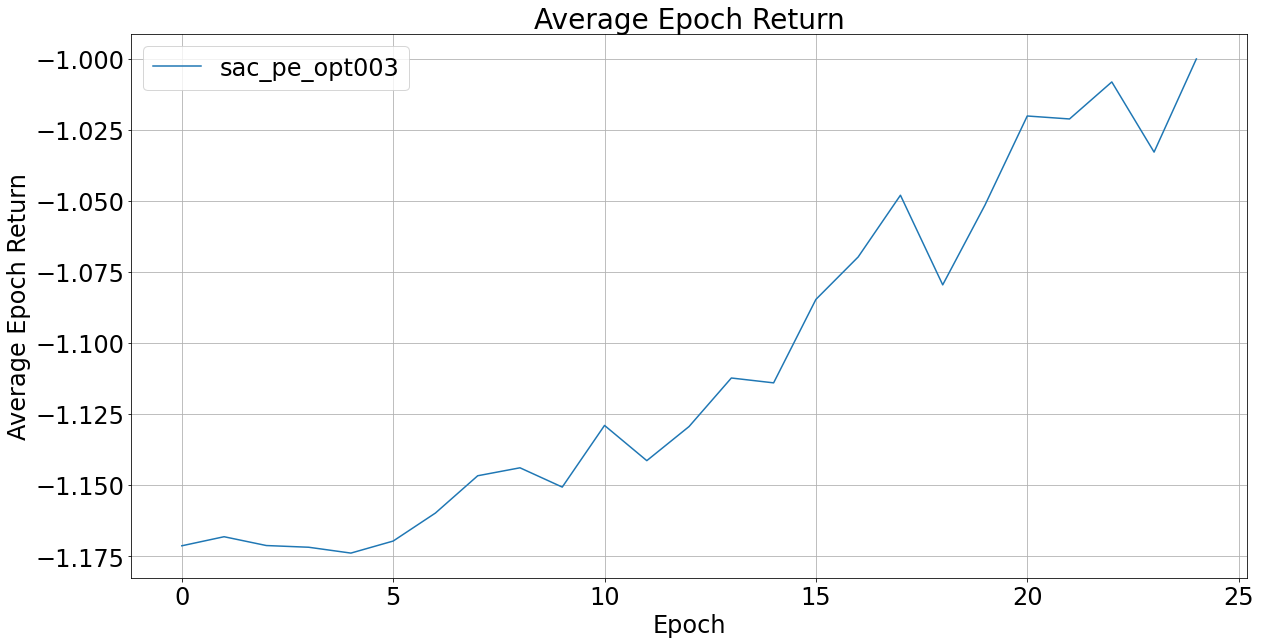 Average Epoch Return
sac_pe_opt003
Average Epoch Return
−1.000
−1.025
−1.050
−1.075
−1.100
−1.125
−1.150
−1.175
0 5 10 15 20 25
Epoch